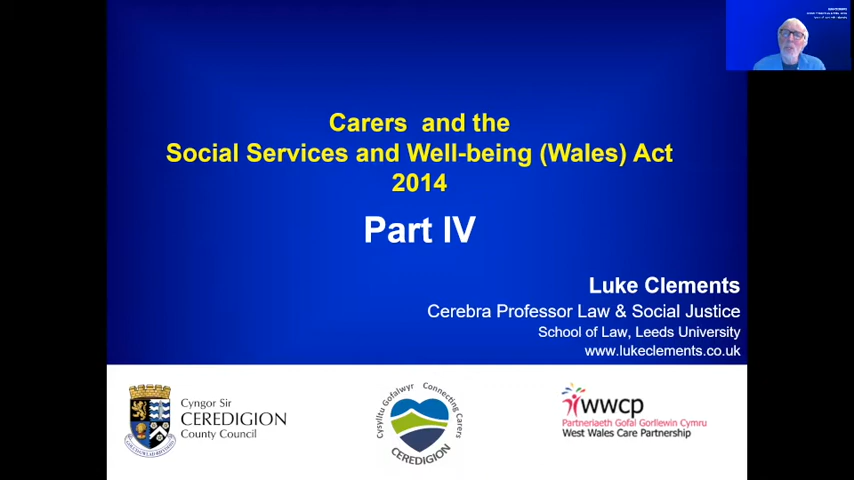 Carers and the
Social Services and Well-being (Wales) Act
2014
Part IV
Luke Clements
Cerebra Professor Law & Social Justice
School of Law, Leeds University
www.lukeclements.co.uk
Cyngor Sir
CEREDIGION
County Council
Cysylltu Gofalwyr Connecting Carers
CEREDIGION
WWCP
Partneriaeth Gofal Gorllewin Cymru
West Wales Care Partnership